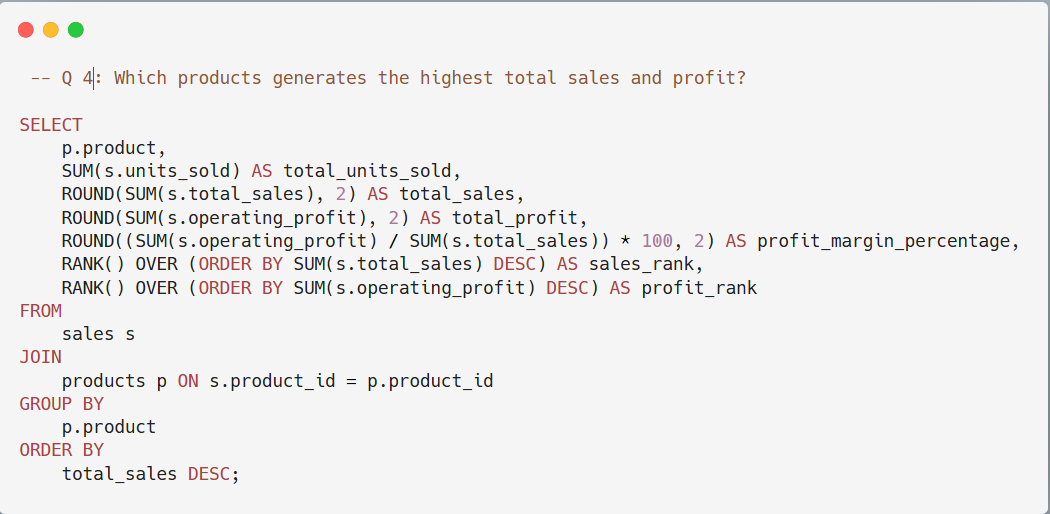 -- Q 4: Which products generates the highest total sales and profit?
SELECT
p.product,
SUM(s.units_sold) AS total_units_sold,
ROUND(SUM(s.total_sales), 2) AS total_sales,
ROUND(SUM(s.operating_profit), 2) AS total_profit,
ROUND((SUM(s.operating_profit) / SUM(s.total_sales)) * 100, 2) AS profit_margin_percentage,
RANK() OVER (ORDER BY SUM(s.total_sales) DESC) AS sales_rank,
RANK() OVER (ORDER BY SUM(s.operating_profit) DESC) AS profit_rank
FROM
sales s
JOIN
products p ON s.product_id = p.product_id
GROUP BY
p.product
ORDER BY
total_sales DESC;